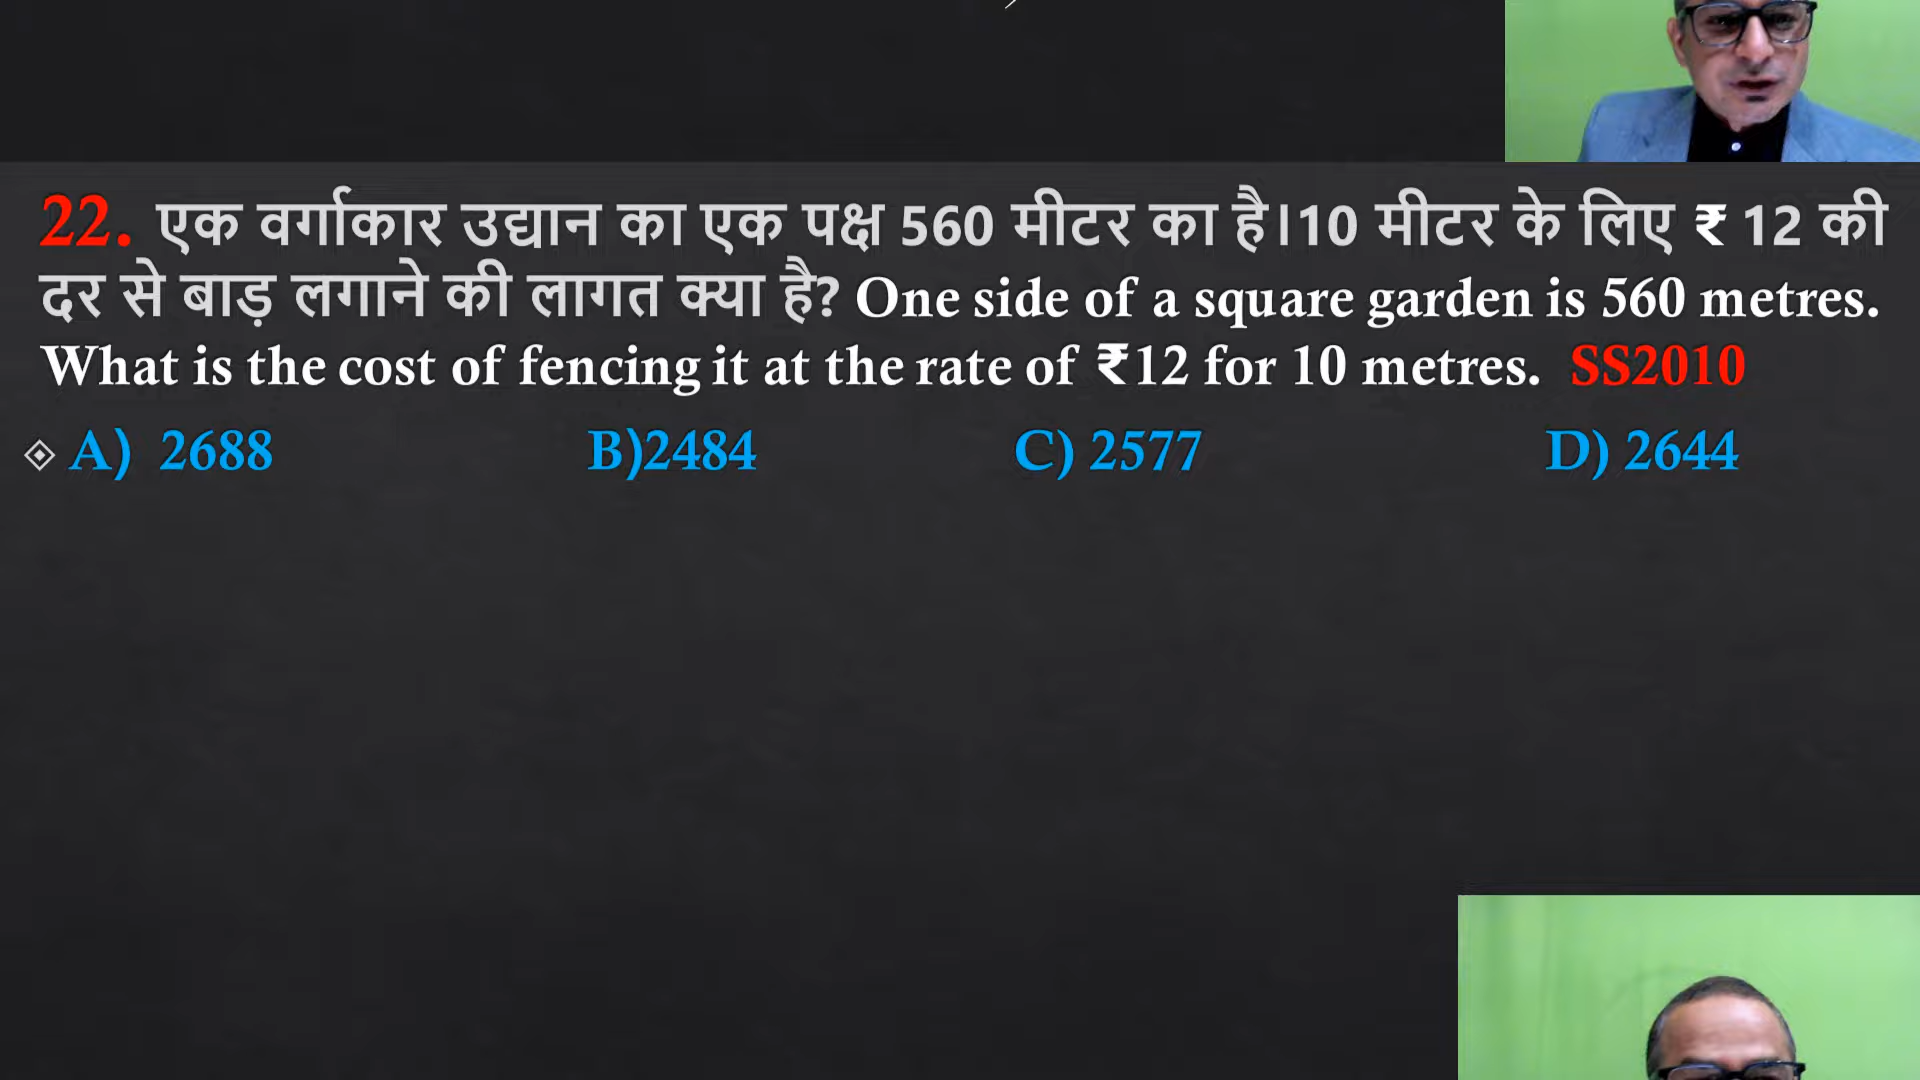 22. एक वर्गाकार उद्यान का एक पक्ष 560 मीटर का है।10 मीटर के लिए ₹ 12 की
दर से बाड़ लगाने की लागत क्या है? One side of a square garden is 560 metres.
What is the cost of fencing it at the rate of ₹12 for 10 metres. SS2010
A) 2688 B)2484 C) 2577 D) 2644